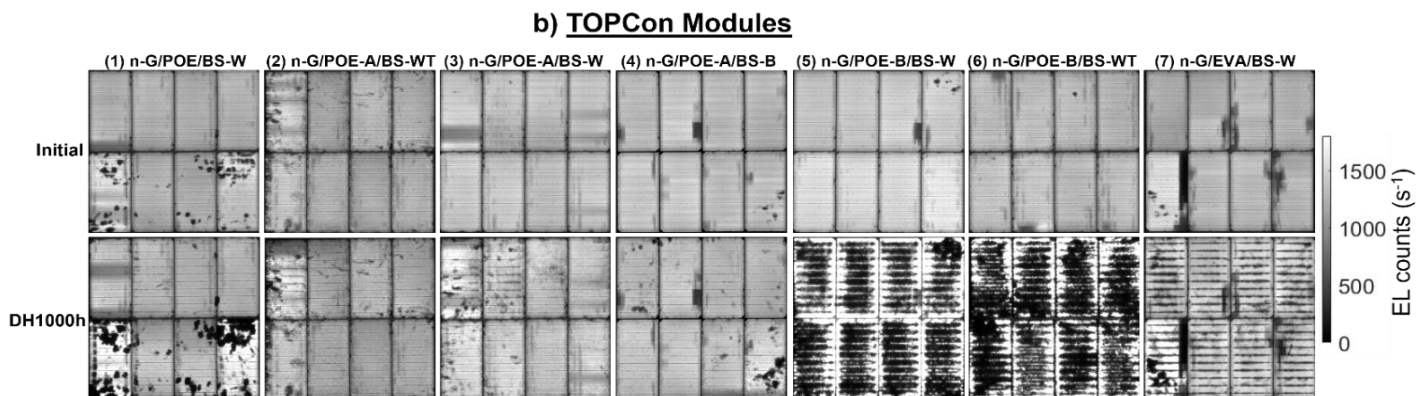 b) TOPCon Modules
(1) n-G/POE/BS-W
(2) n-G/POE-A/BS-WT
(3) n-G/POE-A/BS-W
(4) n-G/POE-A/BS-B
(5) n-G/POE-B/BS-W
(6) n-G/POE-B/BS-WT
(7) n-G/EVA/BS-W
Initial
DH1000h
1500
1000
500
0
EL counts (s⁻¹)